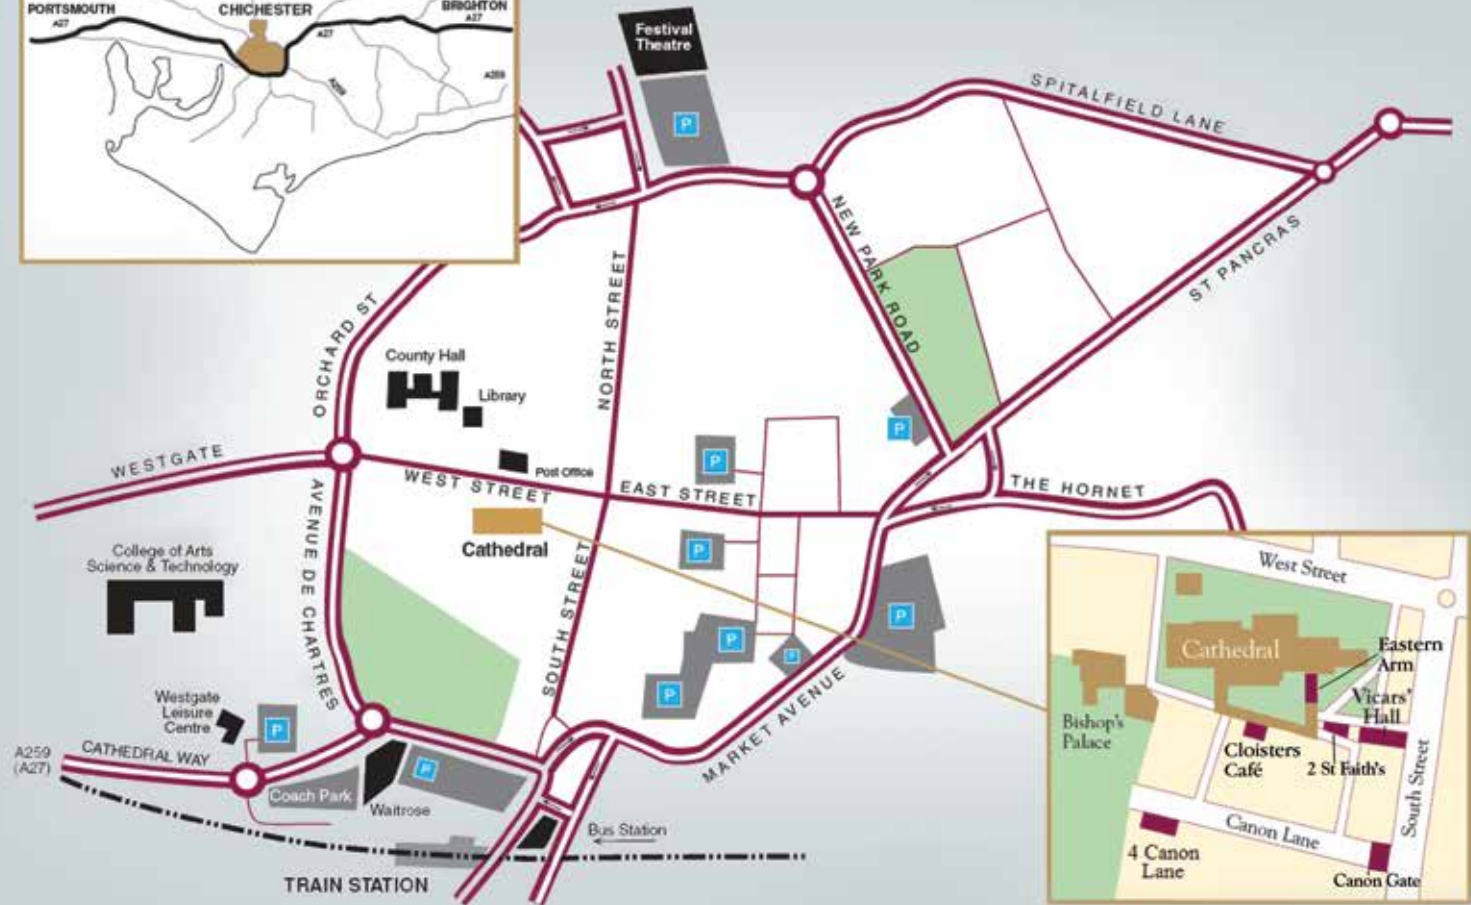 PORTSMOUTH
A27
CHICHESTER
BRIGHTON
A27
A27
A259
A259
Festival
Theatre
P
SPITALFIELD LANE
NEW PARK ROAD
ST PANCRAS
ORCHARD ST
NORTH STREET
County Hall
Library
Post Office
WESTGATE
WEST STREET
EAST STREET
P
P
THE HORNET
AVENUE DE CHARTRES
College of Arts
Science & Technology
Cathedral
P
SOUTH STREET
P
P
P
P
MARKET AVENUE
Westgate
Leisure
Centre
P
A259
(A27)
CATHEDRAL WAY
Coach Park
Waitrose
P
Bus Station
TRAIN STATION
West Street
Cathedral
Eastern
Arm
Vicars'
Hall
Bishop's
Palace
Cloisters
Café
2 St Faith's
South Street
Canon Lane
4 Canon
Lane
Canon Gate